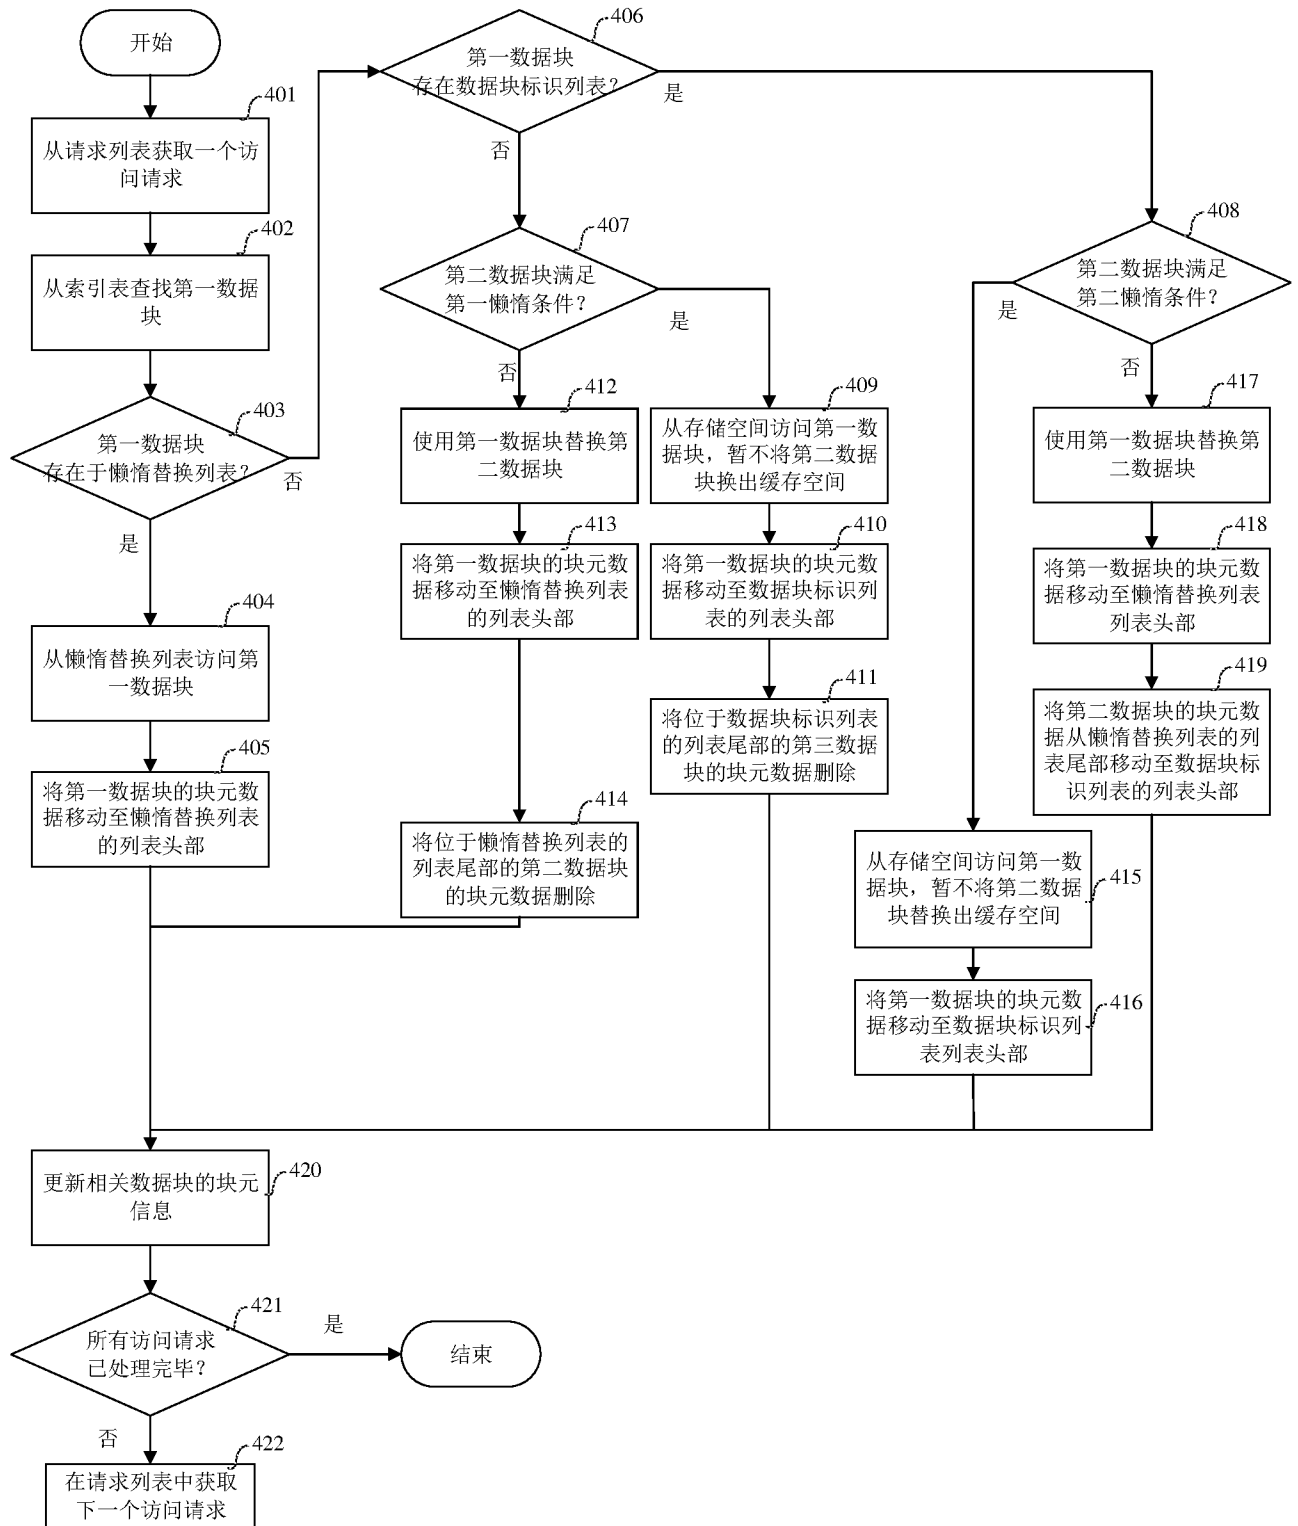 开始
401
从请求列表获取一个访
问请求
402
从索引表查找第一数据
块
403
第一数据块
存在于懒惰替换列表?
否
是
404
从懒惰替换列表访问第
一数据块
405
将第一数据块的块元数
据移动至懒惰替换列表
的列表头部
406
第一数据块
存在数据块标识列表?
是
否
407
第二数据块满足
第一懒惰条件?
是
否
408
第二数据块满足
第二懒惰条件?
是
否
412
使用第一数据块替换第
二数据块
413
将第一数据块的块元数
据移动至懒惰替换列表
的列表头部
414
将位于懒惰替换列表的
列表尾部的第二数据块
的块元数据删除
409
从存储空间访问第一数
据块，暂不将第二数据
块换出缓存空间
410
将第一数据块的块元数
据移动至数据块标识列
表的列表头部
411
将位于数据块标识列表
的列表尾部的第三数据
块的块元数据删除
417
使用第一数据块替换第
二数据块
418
将第一数据块的块元数
据移动至懒惰替换列表
列表头部
419
将第二数据块的块元数
据从懒惰替换列表的列
表尾部移动至数据块标
识列表的列表头部
415
从存储空间访问第一数
据块，暂不将第二数据
块替换出缓存空间
416
将第一数据块的块元数
据移动至数据块标识列
表列表头部
420
更新相关数据块的块元
信息
421
所有访问请求
已处理完毕?
是
结束
否
422
在请求列表中获取
下一个访问请求